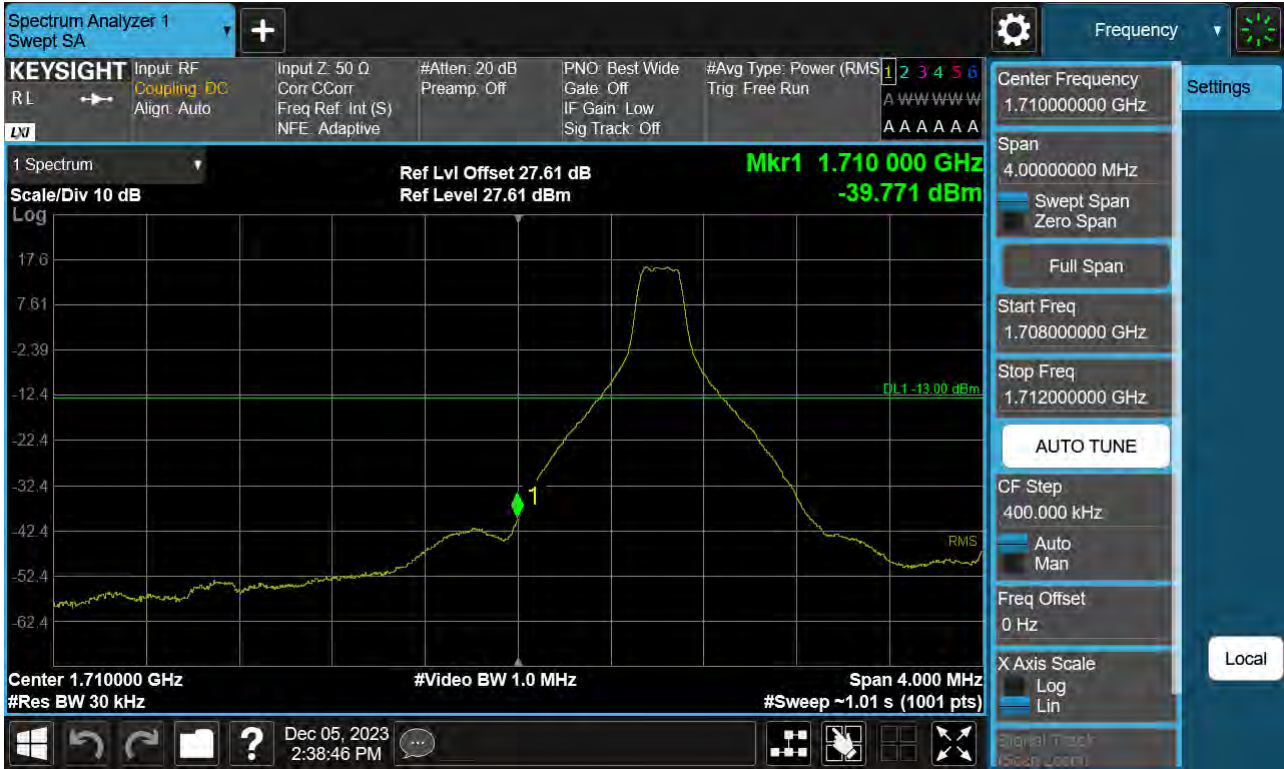 Spectrum Analyzer 1
Swept SA
Frequency
KEYSIGHT
R L
LXI
Input: RF
Coupling: DC
Align: Auto
Input Z: 50 Ω
Corr CCorr
Freq Ref: Int (S)
NFE: Adaptive
#Atten: 20 dB
Preamp: Off
PNO: Best Wide
Gate: Off
IF Gain: Low
Sig Track: Off
#Avg Type: Power (RMS
Trig: Free Run
1 2 3 4 5 6
A W W W W W
A A A A A A
1 Spectrum
Scale/Div 10 dB
Log
Ref Lvl Offset 27.61 dB
Ref Level 27.61 dBm
Mkr1 1.710 000 GHz
-39.771 dBm
17.6
7.61
-2.39
-12.4
DL1 -13.00 dBm
-22.4
-32.4
1
-42.4
RMS
-52.4
-62.4
Center 1.710000 GHz
#Video BW 1.0 MHz
Span 4.000 MHz
#Res BW 30 kHz
#Sweep ~1.01 s (1001 pts)
Center Frequency
1.710000000 GHz
Settings
Span
4.00000000 MHz
Swept Span
Zero Span
Full Span
Start Freq
1.708000000 GHz
Stop Freq
1.712000000 GHz
AUTO TUNE
CF Step
400.000 kHz
Auto
Man
Freq Offset
0 Hz
X Axis Scale
Log
Lin
Local
Signal Track
(Span Zoom)
?
Dec 05, 2023
2:38:46 PM